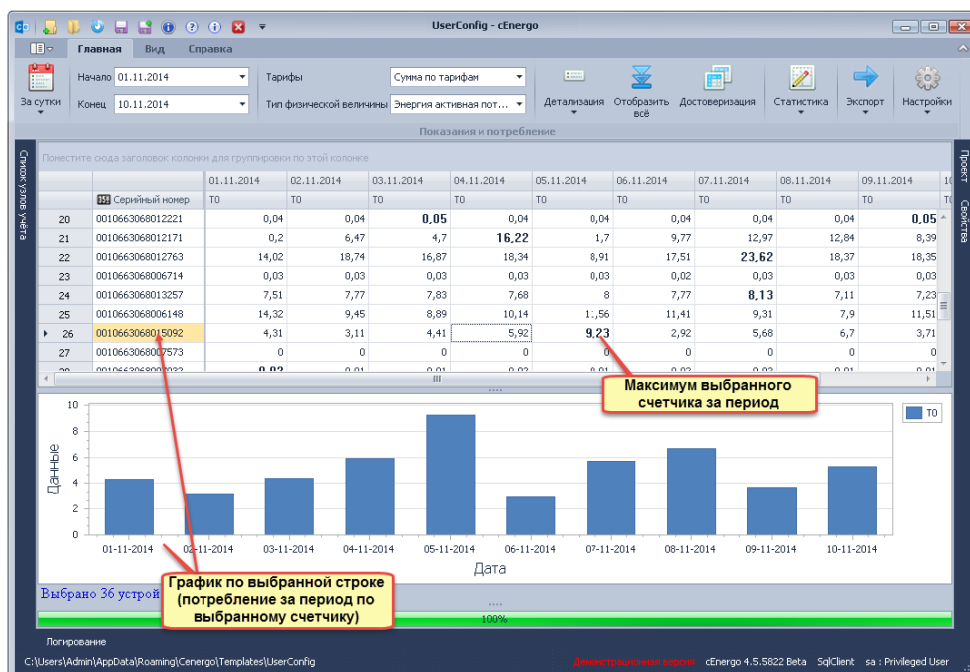 UserConfig - cEnergo
Главная Вид Справка
Начало 01.11.2014 Тарифы Сумма по тарифам
Конец 10.11.2014 Тип физической величины Энергия активная пот...
За сутки Детализация Отобразить всё Достоверизация Статистика Экспорт Настройки
Показания и потребление
Список узлов учёта
Проект
Свойства
Поместите сюда заголовок колонки для группировки по этой колонке
01.11.2014 02.11.2014 03.11.2014 04.11.2014 05.11.2014 06.11.2014 07.11.2014 08.11.2014 09.11.2014 10
Серийный номер T0 T0 T0 T0 T0 T0 T0 T0 T0
20 0010663068012221 0,04 0,04 0,05 0,04 0,04 0,04 0,04 0,04 0,05
21 0010663068012171 0,2 6,47 4,7 16,22 1,7 9,77 12,97 12,84 8,39
22 0010663068012763 14,02 18,74 16,87 18,34 8,91 17,51 23,62 18,37 18,35
23 0010663068006714 0,03 0,03 0,03 0,03 0,03 0,02 0,03 0,03 0,03
24 0010663068013257 7,51 7,77 7,83 7,68 8 7,77 8,13 7,11 7,23
25 0010663068006148 14,32 9,45 8,89 10,14 11,56 11,41 9,31 7,9 11,51
26 0010663068015092 4,31 3,11 4,41 5,92 9,23 2,92 5,68 6,7 3,71
27 0010663068007573 0 0 0 0 0 0 0 0 0
Максимум выбранного
счетчика за период
10
8
6
4
2
0
Данные
T0
01-11-2014 02-11-2014 03-11-2014 04-11-2014 05-11-2014 06-11-2014 07-11-2014 08-11-2014 09-11-2014 10-11-2014
Дата
График по выбранной строке
(потребление за период по
выбранному счетчику)
Выбрано 36 устрой
100%
Логирование
C:\Users\Admin\AppData\Roaming\Cenergo\Templates\UserConfig Демонстрационная версия cEnergo 4.5.5822 Beta SqlClient sa : Privileged User